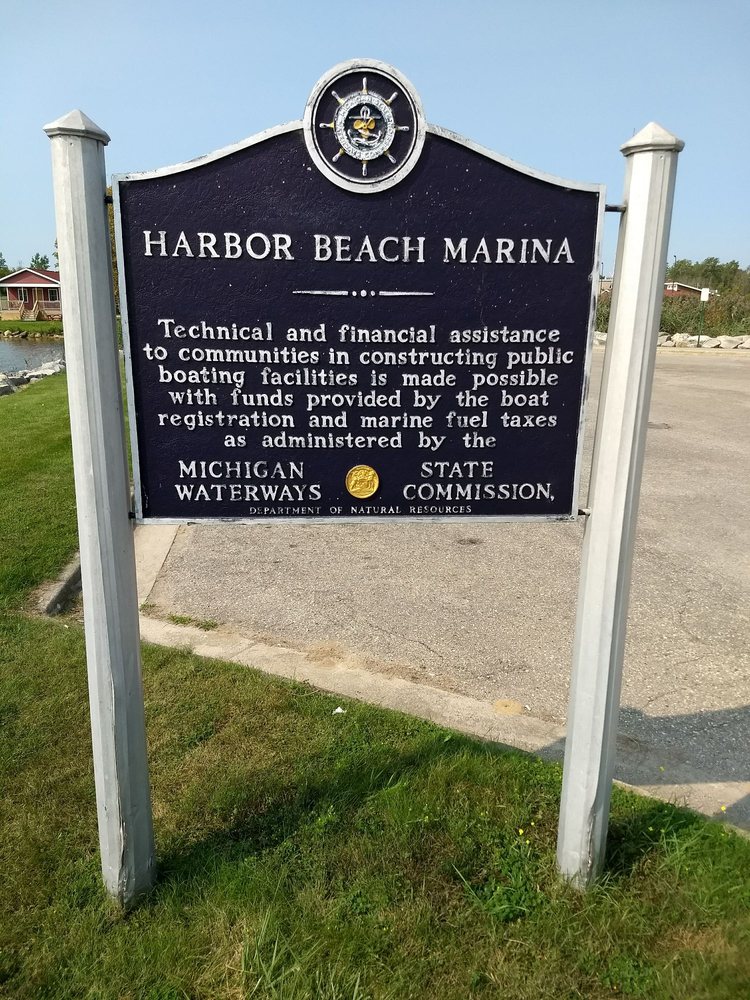 HARBOR BEACH MARINA
Technical and financial assistance
to communities in constructing public
boating facilities is made possible
with funds provided by the boat
registration and marine fuel taxes
as administered by the
MICHIGAN STATE
WATERWAYS COMMISSION,
DEPARTMENT OF NATURAL RESOURCES